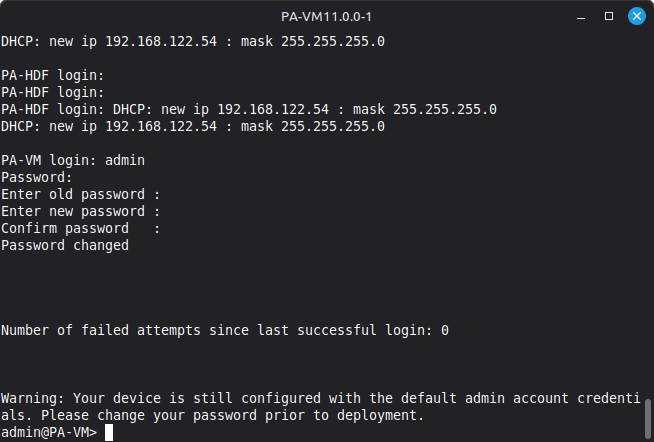 PA-VM11.0.0-1
DHCP: new ip 192.168.122.54 : mask 255.255.255.0
PA-HDF login:
PA-HDF login:
PA-HDF login: DHCP: new ip 192.168.122.54 : mask 255.255.255.0
DHCP: new ip 192.168.122.54 : mask 255.255.255.0
PA-VM login: admin
Password:
Enter old password :
Enter new password :
Confirm password   :
Password changed
Number of failed attempts since last successful login: 0
Warning: Your device is still configured with the default admin account credenti
als. Please change your password prior to deployment.
admin@PA-VM>